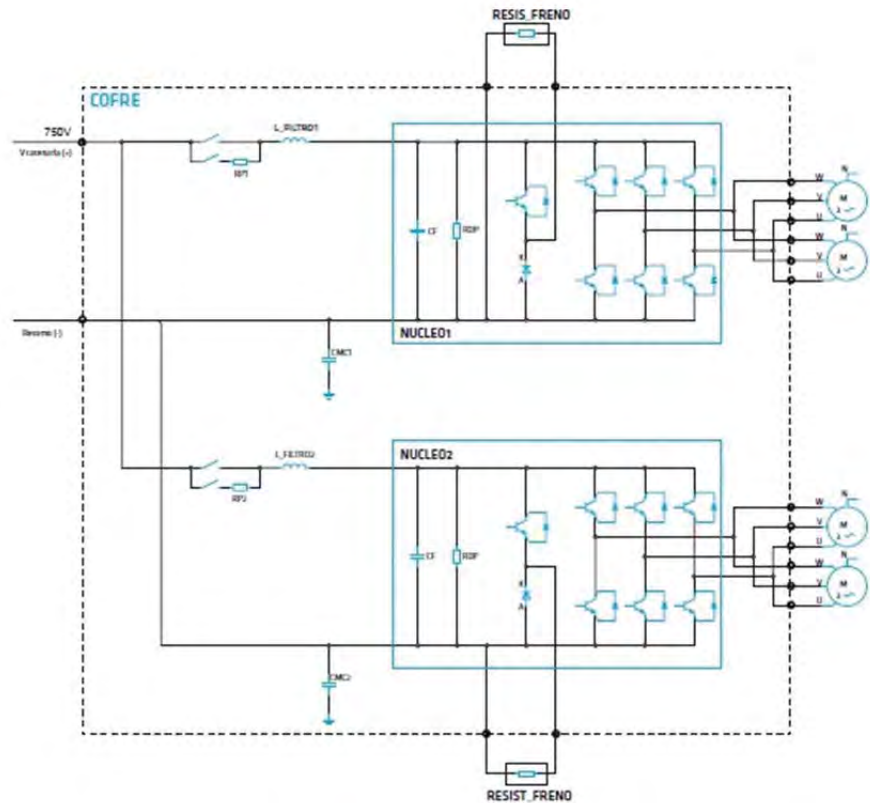 RESIS_FRENO
COFRE
750V
L_FILTRO1
RP1
CF
RDP
K
A
NUCLEO1
CMC1
W
V
U
W
V
U
N
M
N
M
L_FILTRO2
RP2
NUCLEO2
CF
RDP
K
A
CMC2
W
V
U
W
V
U
N
M
N
M
RESIST_FRENO